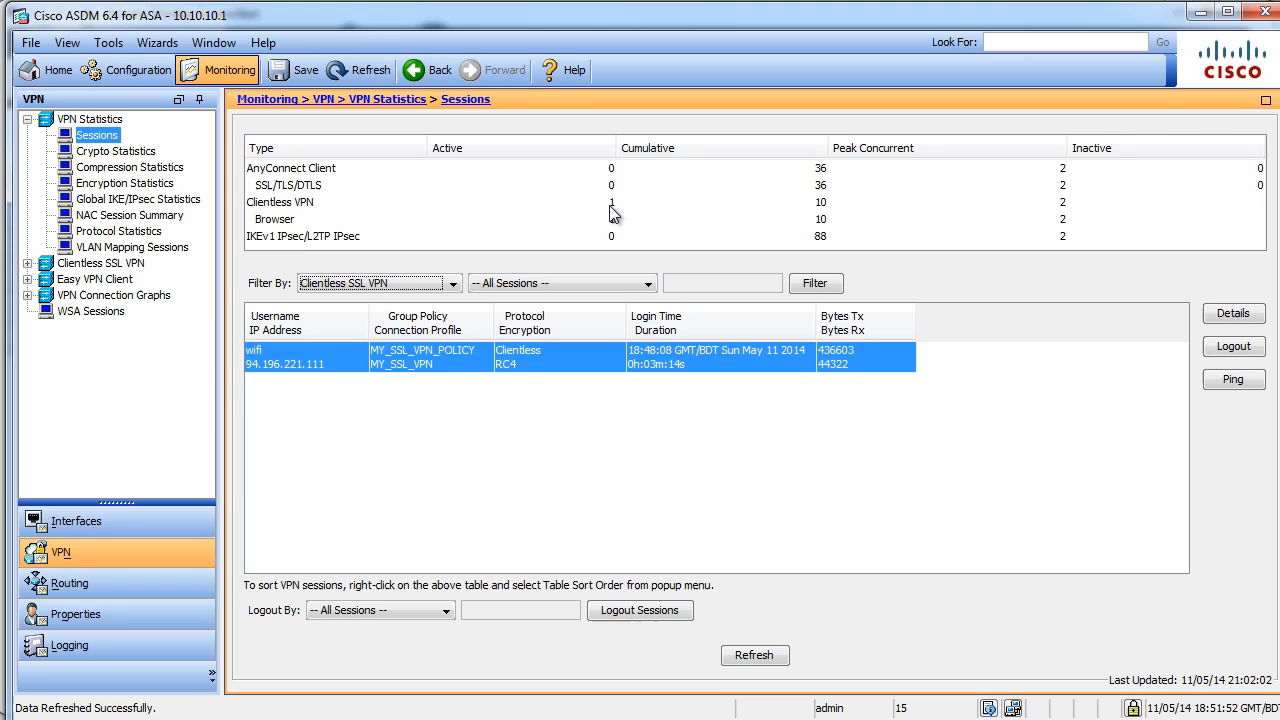 Cisco ASDM 6.4 for ASA - 10.10.10.1
File View Tools Wizards Window Help Look For: Go
Home Configuration Monitoring Save Refresh Back Forward Help
CISCO
VPN
VPN Statistics
Sessions
Crypto Statistics
Compression Statistics
Encryption Statistics
Global IKE/IPsec Statistics
NAC Session Summary
Protocol Statistics
VLAN Mapping Sessions
Clientless SSL VPN
Easy VPN Client
VPN Connection Graphs
WSA Sessions
Interfaces
VPN
Routing
Properties
Logging
Monitoring > VPN > VPN Statistics > Sessions
Type Active Cumulative Peak Concurrent Inactive
AnyConnect Client 0 36 2 0
SSL/TLS/DTLS 0 36 2 0
Clientless VPN 1 10 2
Browser 10 2
IKEv1 IPsec/L2TP IPsec 0 88 2
Filter By: Clientless SSL VPN -- All Sessions -- Filter
Username Group Policy Protocol Login Time Bytes Tx
IP Address Connection Profile Encryption Duration Bytes Rx
wifi MY_SSL_VPN_POLICY Clientless 18:48:08 GMT/BDT Sun May 11 2014 436603
94.196.221.111 MY_SSL_VPN RC4 0h:03m:14s 44322
Details
Logout
Ping
To sort VPN sessions, right-click on the above table and select Table Sort Order from popup menu.
Logout By: -- All Sessions -- Logout Sessions
Refresh
Last Updated: 11/05/14 21:02:02
Data Refreshed Successfully. admin 15 11/05/14 18:51:52 GMT/BD